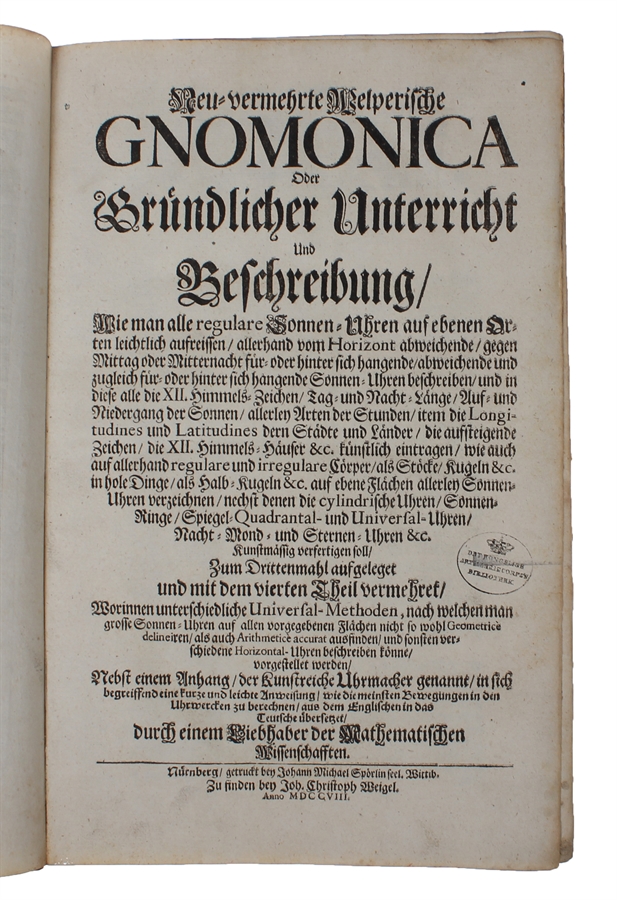 Neu-vermehrte Welperische
GNOMONICA
Oder
Gründlicher Unterricht
Und
Beschreibung/
Wie man alle regulare Sonnen-Uhren auf ebenen Or-
ten leichtlich aufreissen/ allerhand vom Horizont abweichende/ gegen
Mittag oder Mitternacht für- oder hinter sich hangende/ abweichende und
zugleich für- oder hinter sich hangende Sonnen-Uhren beschreiben/ und in
diese alle die XII. Himmels-Zeichen/ Tag- und Nacht-Länge/ Auf- und
Niedergang der Sonnen/ allerley Arten der Stunden/ item die Longi-
tudines und Latitudines dern Städte und Länder/ die aufsteigende
Zeichen/ die XII. Himmels-Häuser &c. künstlich eintragen/ wie auch
auf allerhand regulare und irregulare Cörper/ als Stöcke/ Kugeln &c.
in hole Dinge/ als Halb-Kugeln &c. auf ebene Flächen allerley Sonnen-
Uhren verzeichnen/ nechst denen die cylindrische Uhren/ Sonnen-
Ringe/ Spiegel-Quadrantal- und Universal-Uhren/
Nacht-Mond- und Sternen-Uhren &c.
Kunstmässig verfertigen soll/
Zum Drittenmahl aufgeleget
und mit dem vierten Theil vermehret/
Worinnen unterschiedliche Universal-Methoden, nach welchen man
grosse Sonnen-Uhren auf allen vorgegebenen Flächen nicht so wohl Geometricè
delineiren/ als auch Arithmeticè accurat ausfinden/ und sonsten ver-
schiedene Horizontal-Uhren beschreiben könne/
vorgestellet werden/
Nebst einem Anhang/ der Kunstreiche Uhrmacher genannt/ in sich
begreiffend eine kurze und leichte Anweisung/ wie die meinsten Bewegungen in den
Uhrwercken zu berechnen/ aus dem Englischen in das
Teutsche übersetzet/
durch einem Liebhaber der Mathematischen
Wissenschafften.
Nürnberg/ getruckt bey Johann Michael Spörlin seel. Wittib.
Zu finden bey Joh. Christoph Weigel.
Anno MDCCVIII.
BIBLIOTHEK